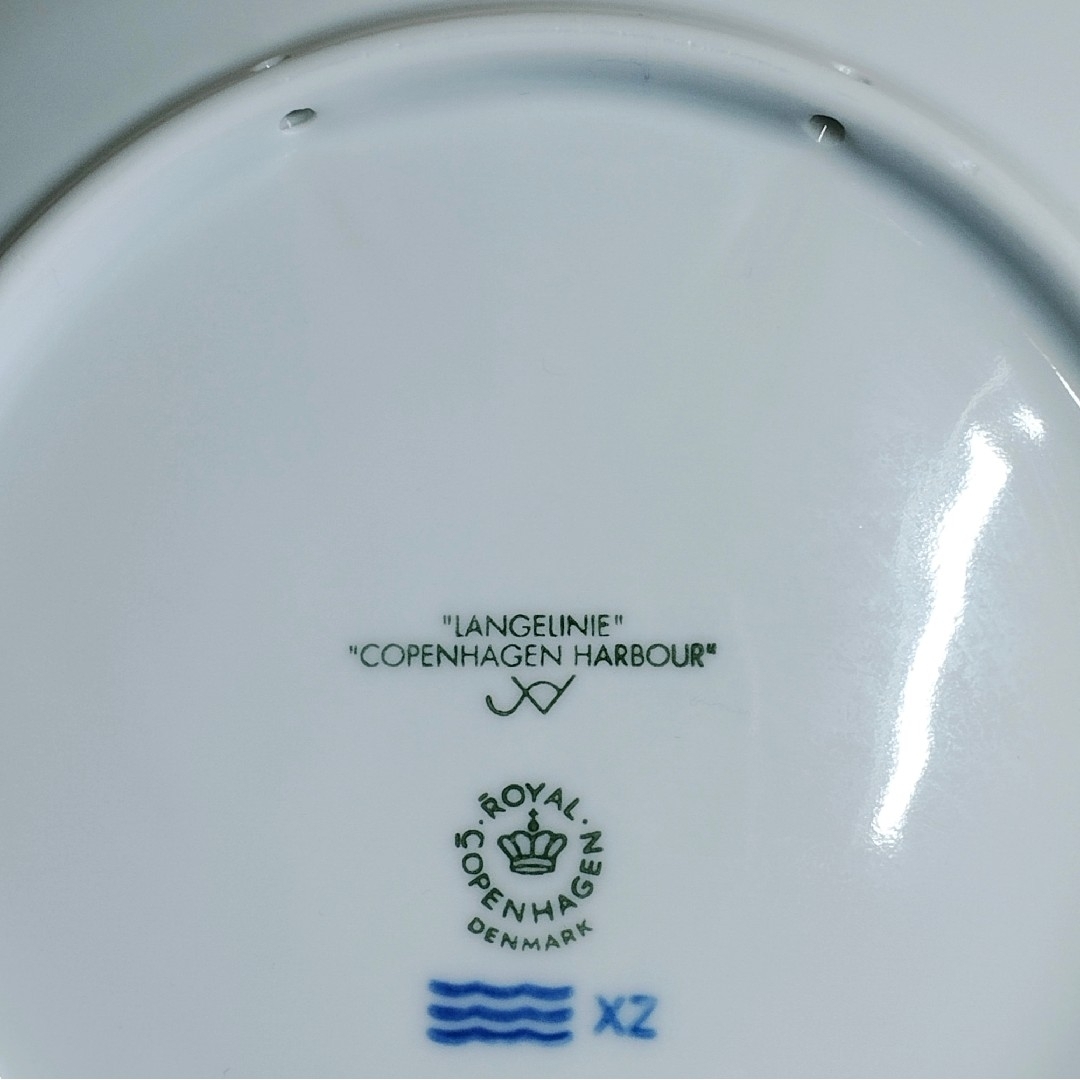 "LANGELINIE"
"COPENHAGEN HARBOUR"
ROYAL
COPENHAGEN
DENMARK
XZ